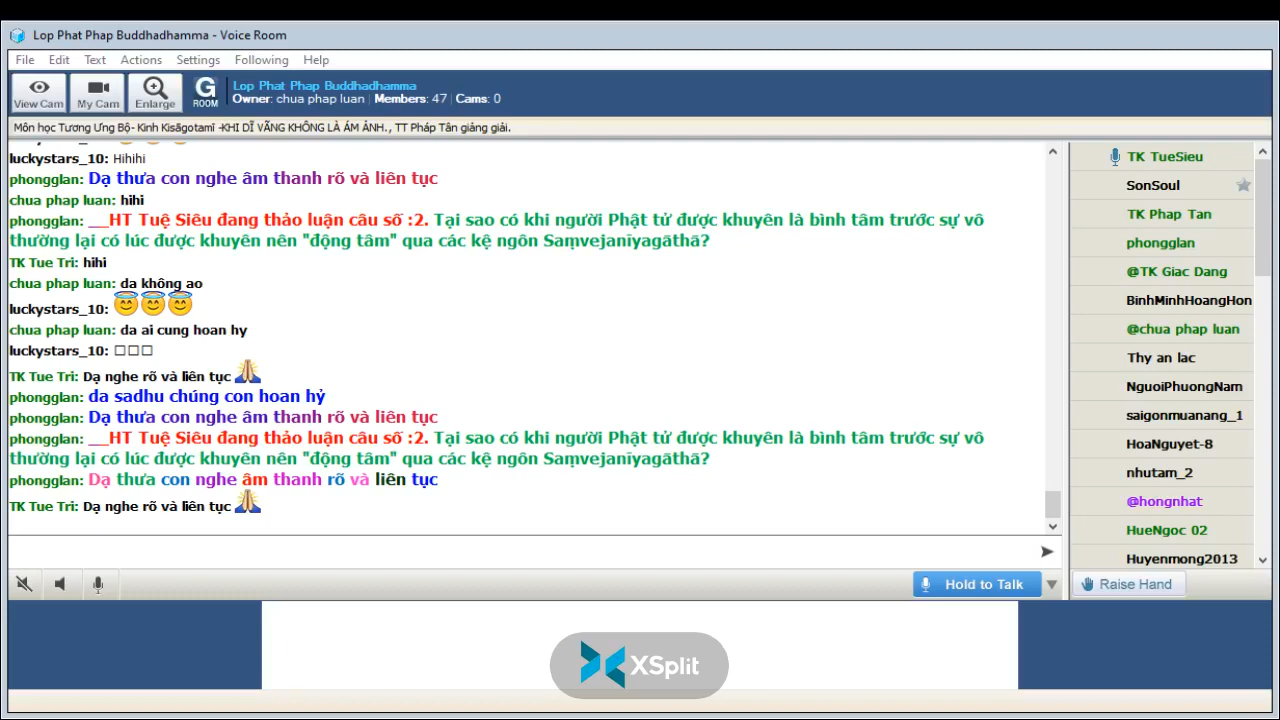 Lop Phat Phap Buddhadhamma - Voice Room
File Edit Text Actions Settings Following Help
View Cam My Cam Enlarge G ROOM
Lop Phat Phap Buddhadhamma
Owner: chua phap luan | Members: 47 | Cams: 0
Môn học Tương Ưng Bộ- Kinh Kisāgotamī -KHI DĨ VÃNG KHÔNG LÀ ÁM ẢNH., TT Pháp Tân giảng giải.
luckystars_10: Hihihi
phongglan: Dạ thưa con nghe âm thanh rõ và liên tục
chua phap luan: hihi
phongglan: __HT Tuệ Siêu đang thảo luận câu số :2. Tại sao có khi người Phật tử được khuyên là bình tâm trước sự vô
thường lại có lúc được khuyên nên "động tâm" qua các kệ ngôn Saṃvejanīyagāthā?
TK Tue Tri: hihi
chua phap luan: da không ao
luckystars_10: 😇😇😇
chua phap luan: da ai cung hoan hy
luckystars_10: □□□
TK Tue Tri: Dạ nghe rõ và liên tục 🙏
phongglan: da sadhu chúng con hoan hỷ
phongglan: Dạ thưa con nghe âm thanh rõ và liên tục
phongglan: __HT Tuệ Siêu đang thảo luận câu số :2. Tại sao có khi người Phật tử được khuyên là bình tâm trước sự vô
thường lại có lúc được khuyên nên "động tâm" qua các kệ ngôn Saṃvejanīyagāthā?
phongglan: Dạ thưa con nghe âm thanh rõ và liên tục
TK Tue Tri: Dạ nghe rõ và liên tục 🙏
TK TueSieu
SonSoul
TK Phap Tan
phongglan
@TK Giac Dang
BinhMinhHoangHon
@chua phap luan
Thy an lac
NguoiPhuongNam
saigonmuanang_1
HoaNguyet-8
nhutam_2
@hongnhat
HueNgoc 02
Huyenmong2013
Hold to Talk
Raise Hand
XSplit